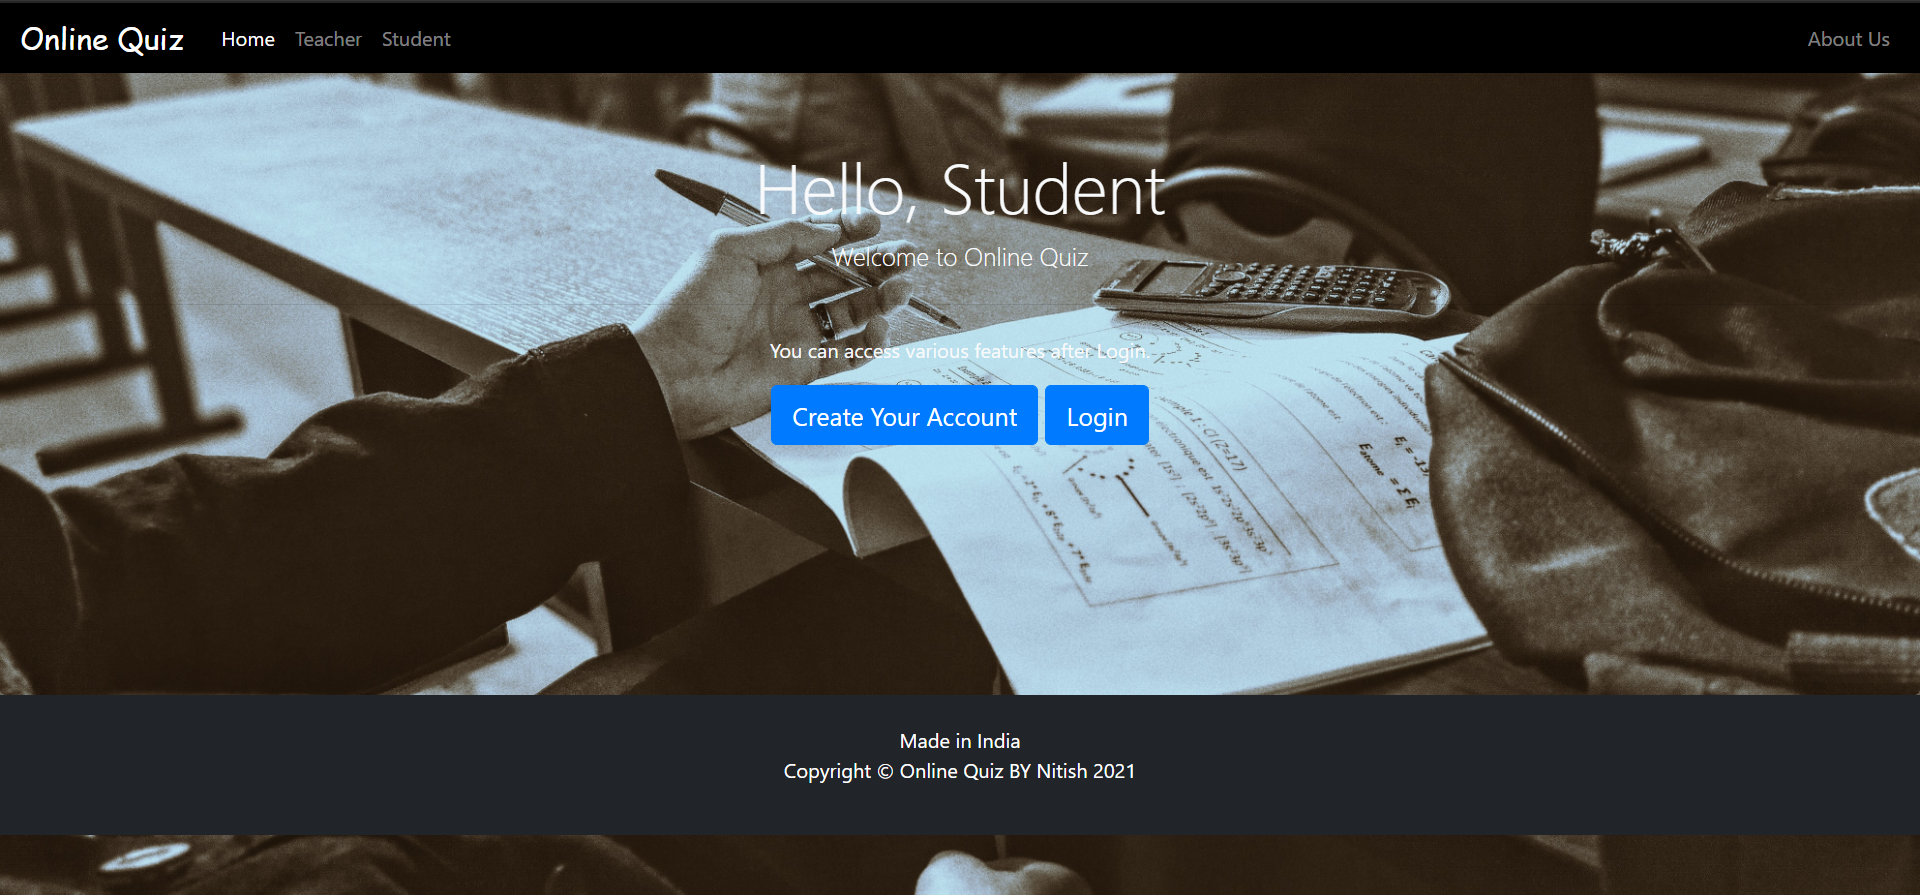 Online Quiz Home Teacher Student About Us
Hello, Student
Welcome to Online Quiz
You can access various features after Login.
Create Your Account Login
Made in India
Copyright © Online Quiz BY Nitish 2021